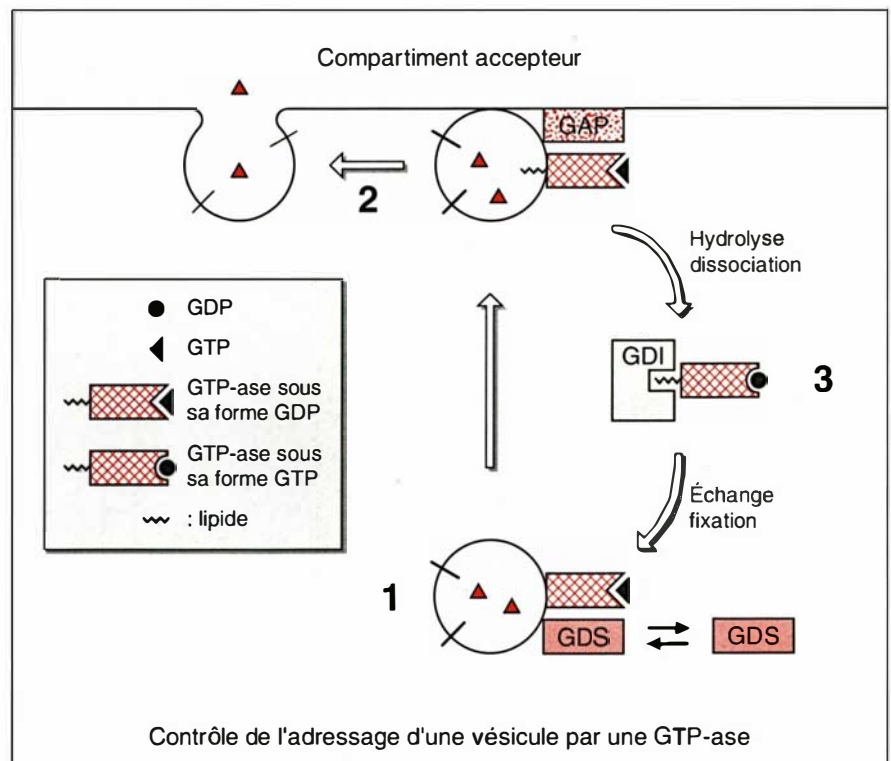 Compartiment accepteur
GAP
2
Hydrolyse
dissociation
GDP
GTP
GTP-ase sous
sa forme GDP
GTP-ase sous
sa forme GTP
: lipide
GDI
3
Échange
fixation
1
GDS
GDS
Contrôle de l'adressage d'une vésicule par une GTP-ase